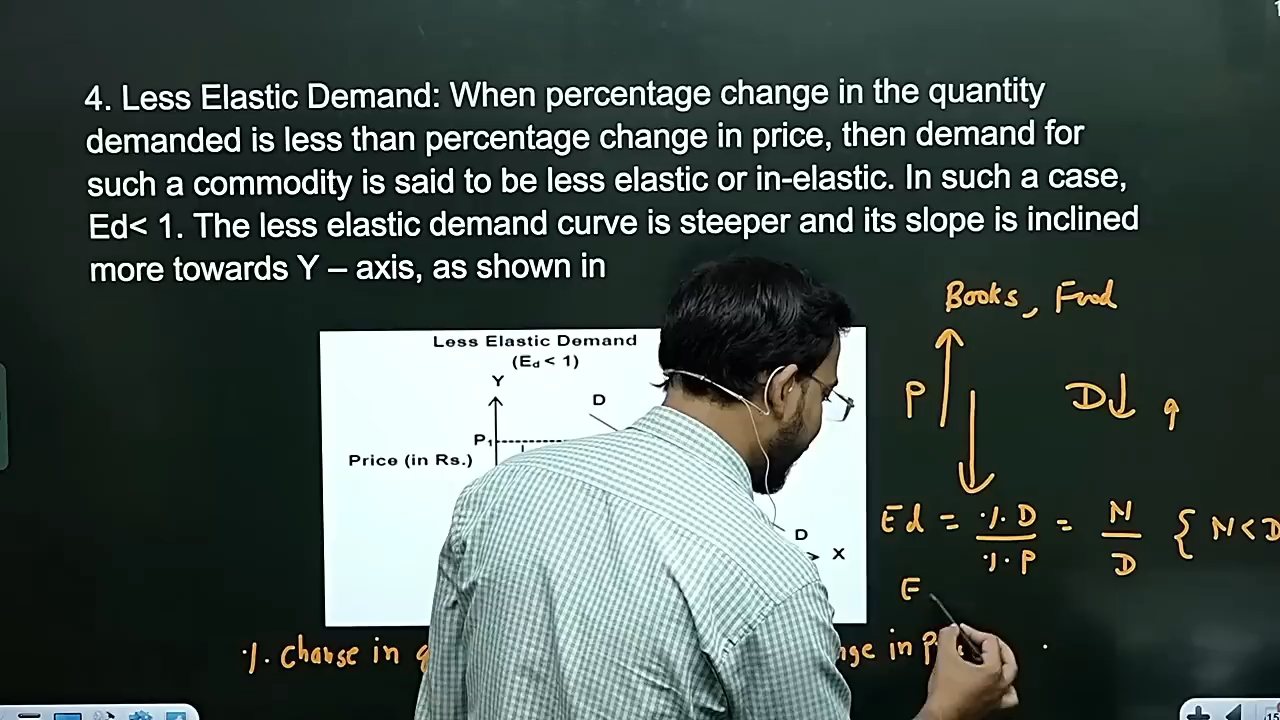 4. Less Elastic Demand: When percentage change in the quantity
demanded is less than percentage change in price, then demand for
such a commodity is said to be less elastic or in-elastic. In such a case,
Ed< 1. The less elastic demand curve is steeper and its slope is inclined
more towards Y – axis, as shown in
Books, Food
Less Elastic Demand
(Ed < 1)
Y
D
P1
Price (in Rs.)
P
D↓ ↑
Ed = %D / %P = N / D { N<D
D
X
E
% change in
in